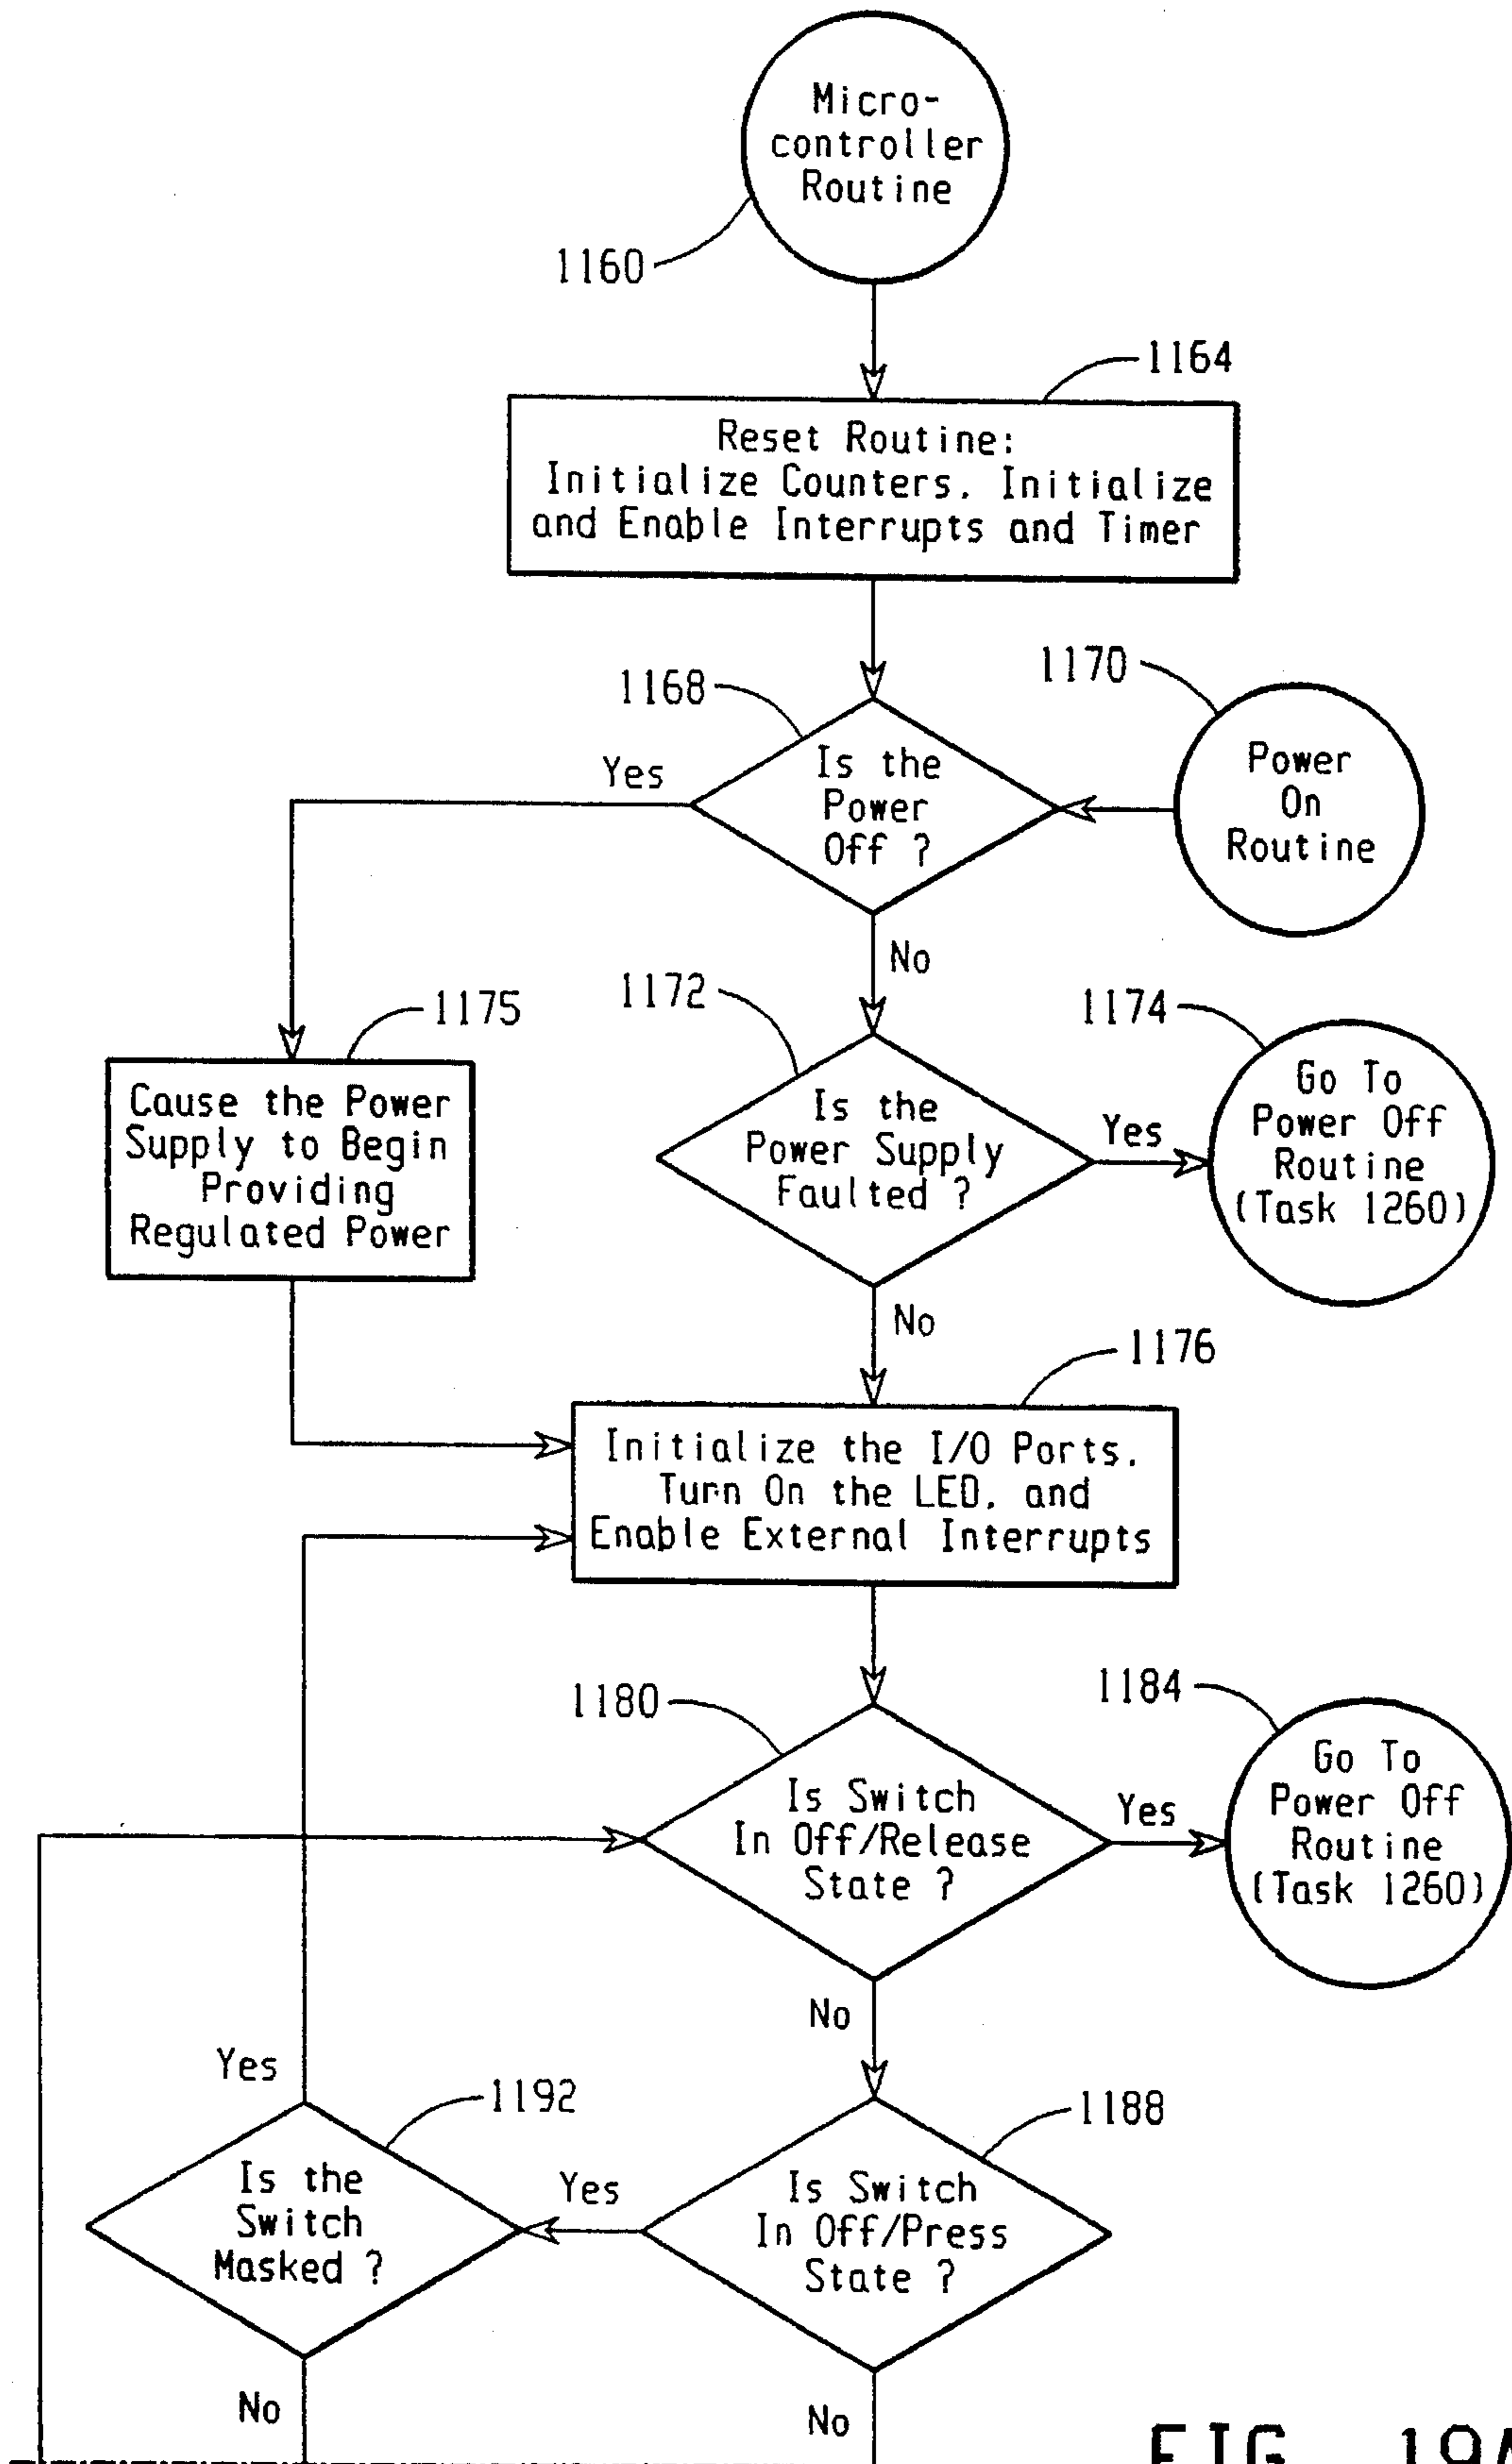 Micro-
controller
Routine
1160
1164
Reset Routine:
Initialize Counters. Initialize
and Enable Interrupts and Timer
1168
1170
Yes
Is the
Power
Off ?
Power
On
Routine
No
1172
1174
1175
Cause the Power
Supply to Begin
Providing
Regulated Power
Is the
Power Supply
Faulted ?
Yes
Go To
Power Off
Routine
(Task 1260)
No
1176
Initialize the I/O Ports.
Turn On the LED. and
Enable External Interrupts
1180
1184
Is Switch
In Off/Release
State ?
Yes
Go To
Power Off
Routine
(Task 1260)
No
Yes
1192
1188
Is the
Switch
Masked ?
Yes
Is Switch
In Off/Press
State ?
No
No
FIG. 19A